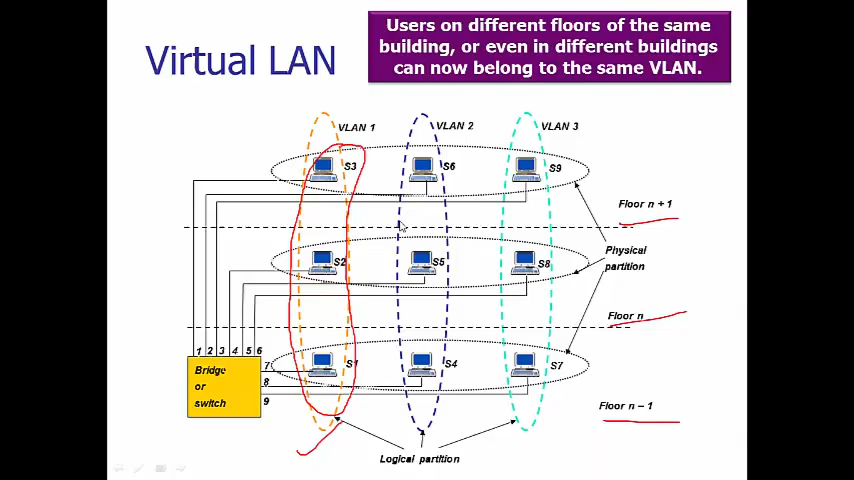 Virtual LAN
Users on different floors of the same
building, or even in different buildings
can now belong to the same VLAN.
VLAN 1
VLAN 2
VLAN 3
S3
S6
S9
Floor n + 1
Physical
partition
S2
S5
S8
Floor n
1 2 3 4 5 6
Bridge
or
switch
7
8
9
S1
S4
S7
Floor n – 1
Logical partition